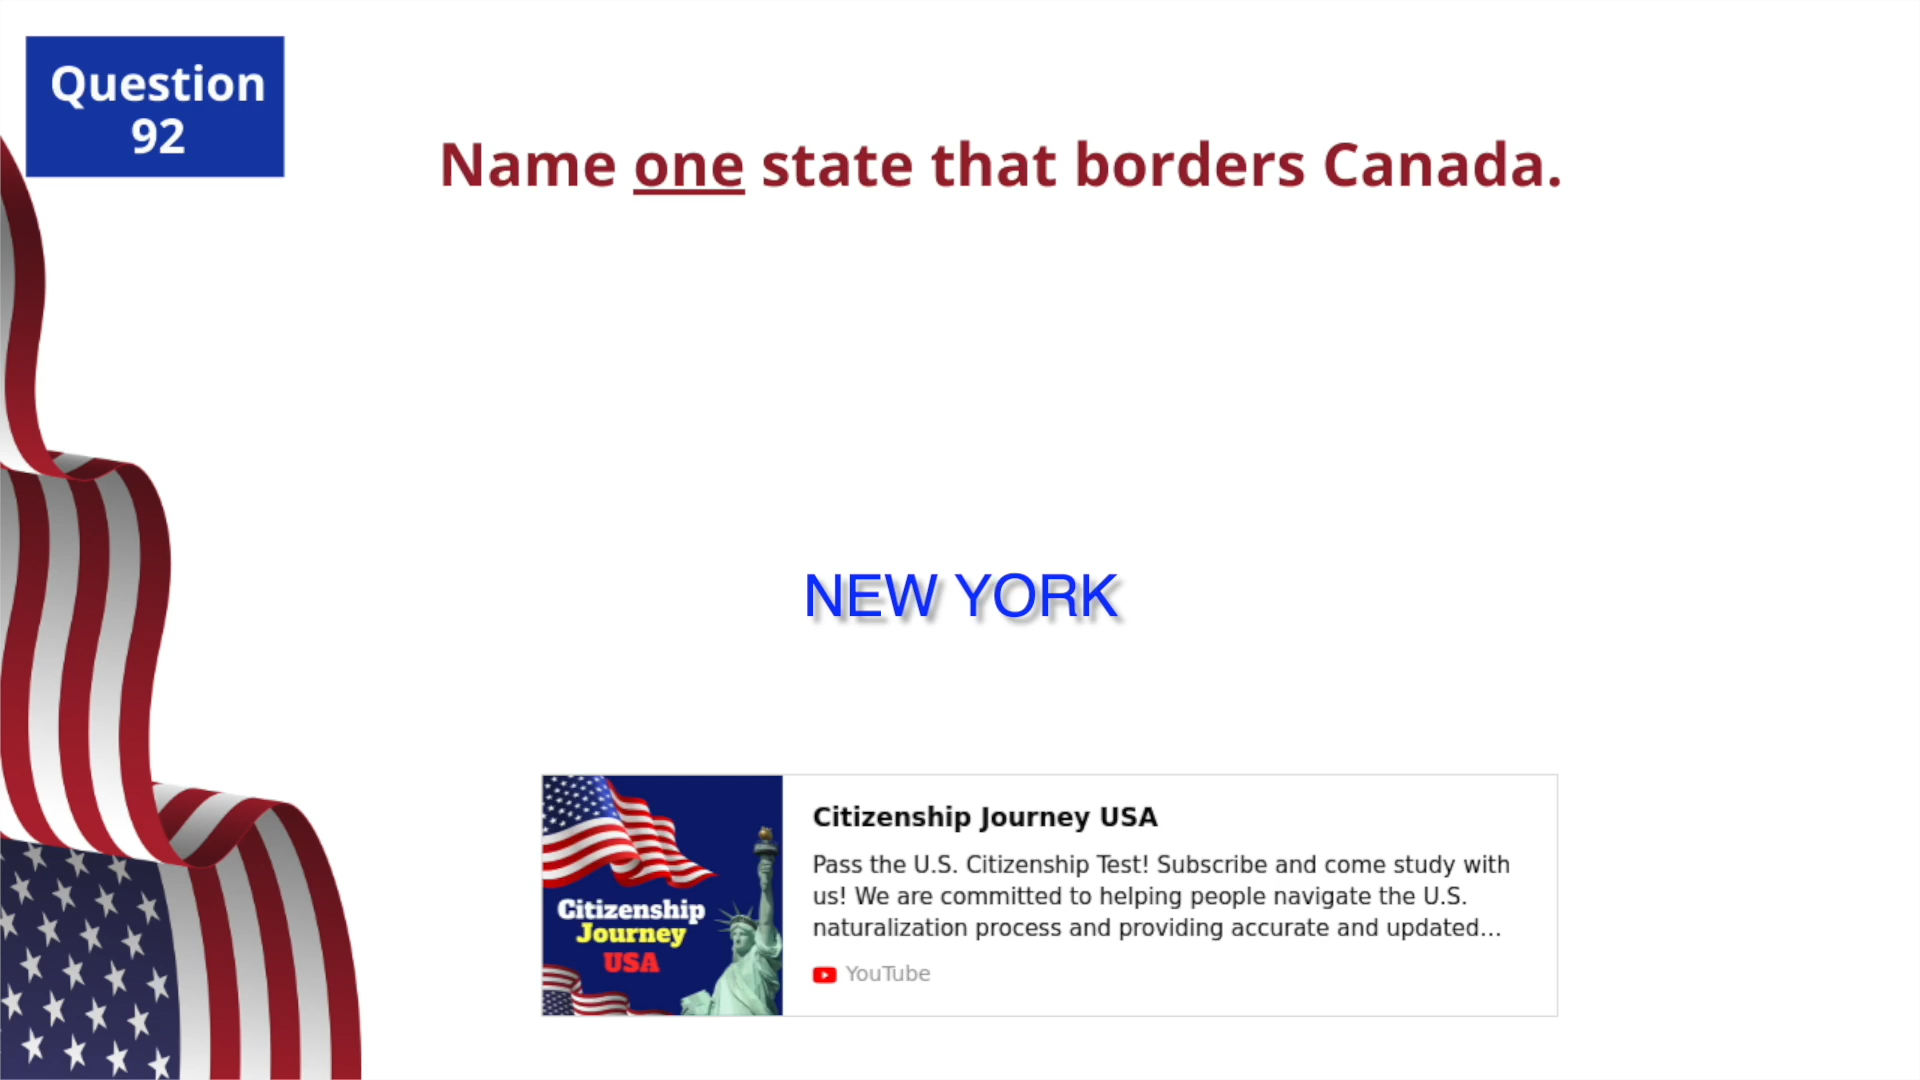 Question
92
Name one state that borders Canada.
NEW YORK
Citizenship
Journey
USA
Citizenship Journey USA
Pass the U.S. Citizenship Test! Subscribe and come study with
us! We are committed to helping people navigate the U.S.
naturalization process and providing accurate and updated...
YouTube